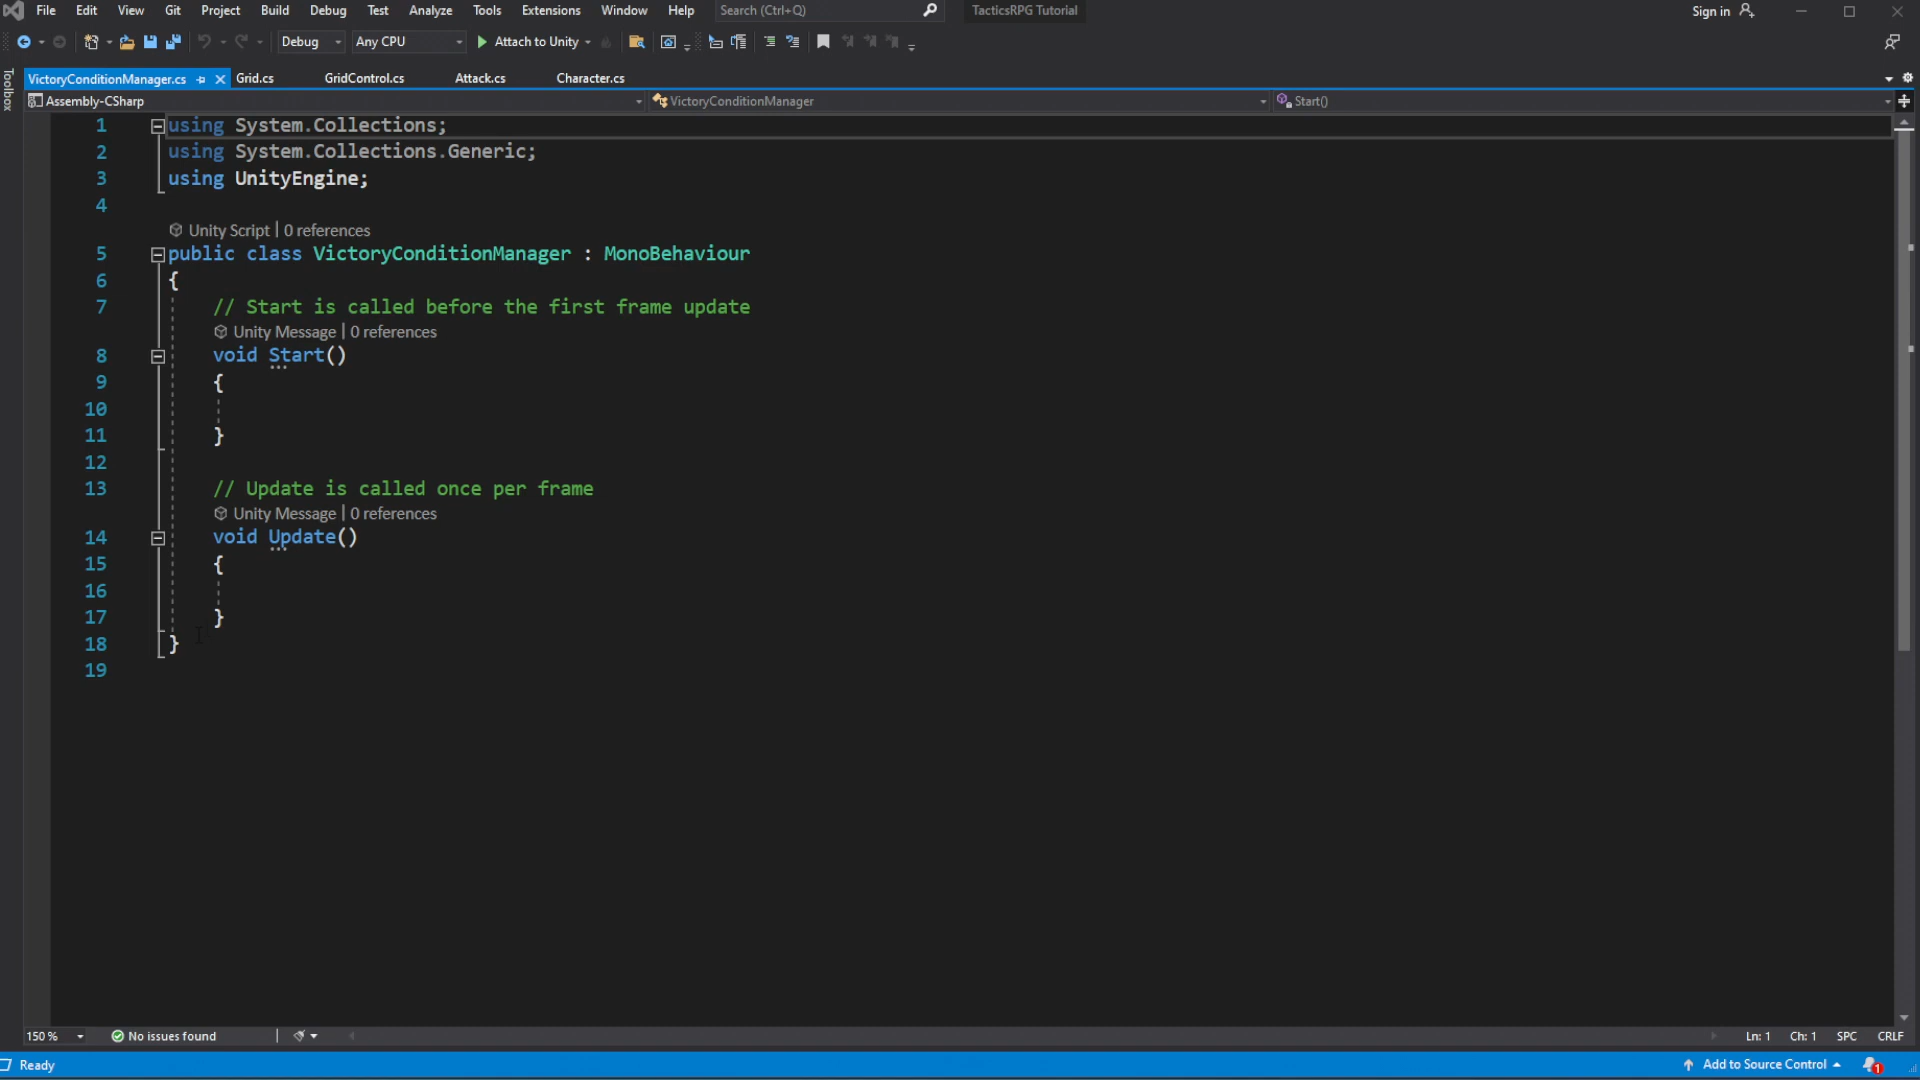 File Edit View Git Project Build Debug Test Analyze Tools Extensions Window Help Search (Ctrl+Q) TacticsRPG Tutorial Sign in
Debug Any CPU Attach to Unity
Toolbox
VictoryConditionManager.cs Grid.cs GridControl.cs Attack.cs Character.cs
Assembly-CSharp VictoryConditionManager Start()
1 using System.Collections;
2 using System.Collections.Generic;
3 using UnityEngine;
4
Unity Script | 0 references
5 public class VictoryConditionManager : MonoBehaviour
6 {
7 // Start is called before the first frame update
Unity Message | 0 references
8 void Start()
9 {
10
11 }
12
13 // Update is called once per frame
Unity Message | 0 references
14 void Update()
15 {
16
17 }
18 }
19
150 % No issues found Ln: 1 Ch: 1 SPC CRLF
Ready Add to Source Control 1